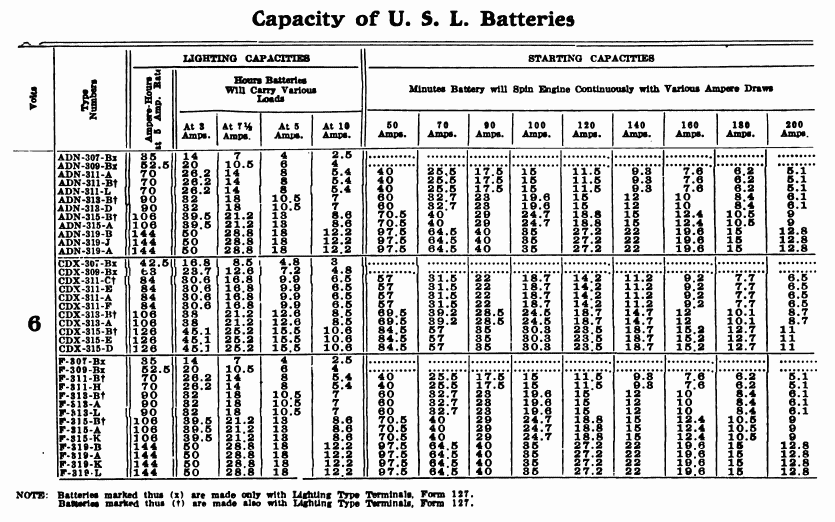 Capacity of U. S. L. Batteries
LIGHTING CAPACITIES STARTING CAPACITIES
Volts Type Numbers Ampere-Hours at 5 Amp. Rate Hours Batteries Will Carry Various Loads Minutes Battery will Spin Engine Continuously with Various Ampere Draws
At 3 Amps. At 7½ Amps. At 5 Amps. At 10 Amps. 50 Amps. 70 Amps. 90 Amps. 100 Amps. 120 Amps. 140 Amps. 160 Amps. 180 Amps. 200 Amps.
6
ADN-307-Bx 35 14 7 4 2.5
ADN-309-Bx 52.5 20 10.5 6 4
ADN-311-A 70 26.2 14 8 5.4 40 25.5 17.5 15 11.5 9.3 7.6 6.2 5.1
ADN-311-B† 70 26.2 14 8 5.4 40 25.5 17.5 15 11.5 9.3 7.6 6.2 5.1
ADN-311-L 70 26.2 14 8 5.4 40 25.5 17.5 15 11.5 9.3 7.6 6.2 5.1
ADN-313-B† 90 32 18 10.5 7 60 32.7 23 19.6 15 12 10 8.4 6.1
ADN-313-D 90 32 18 10.5 7 60 32.7 23 19.6 15 12 10 8.4 6.1
ADN-315-B† 106 39.5 21.2 13 8.6 70.5 40 29 24.7 18.8 15 12.4 10.5 9
ADN-315-A 106 39.5 21.2 13 8.6 70.5 40 29 24.7 18.8 15 12.4 10.5 9
ADN-319-B 144 50 28.8 18 12.2 97.5 64.5 40 35 27.2 22 19.6 15 12.8
ADN-319-J 144 50 28.8 18 12.2 97.5 64.5 40 35 27.2 22 19.6 15 12.8
ADN-319-A 144 50 28.8 18 12.2 97.5 64.5 40 35 27.2 22 19.6 15 12.8
CDX-307-Bx 42.5 16.8 8.5 4.8 3
CDX-309-Bx 63 23.7 12.6 7.2 4.8
CDX-311-C† 84 30.6 16.8 9.9 6.5 57 31.5 22 18.7 14.2 11.2 9.2 7.7 6.5
CDX-311-E 84 30.6 16.8 9.9 6.5 57 31.5 22 18.7 14.2 11.2 9.2 7.7 6.5
CDX-311-A 84 30.6 16.8 9.9 6.5 57 31.5 22 18.7 14.2 11.2 9.2 7.7 6.5
CDX-311-F 84 30.6 16.8 9.9 6.5 57 31.5 22 18.7 14.2 11.2 9.2 7.7 6.5
CDX-313-B† 106 38 21.2 12.6 8.5 69.5 39.2 28.5 24.5 18.7 14.7 12 10.1 8.7
CDX-313-A 106 38 21.2 12.6 8.5 69.5 39.2 28.5 24.5 18.7 14.7 12 10.1 8.7
CDX-315-B† 126 45.1 25.2 15.5 10.6 84.5 57 35 30.3 23.5 18.7 15.2 12.7 11
CDX-315-E 126 45.1 25.2 15.5 10.6 84.5 57 35 30.3 23.5 18.7 15.2 12.7 11
CDX-315-D 126 45.1 25.2 15.5 10.6 84.5 57 35 30.3 23.5 18.7 15.2 12.7 11
F-307-Bx 35 14 7 4 2.5
F-309-Bx 52.5 20 10.5 6 4
F-311-B† 70 26.2 14 8 5.4 40 25.5 17.5 15 11.5 9.3 7.6 6.2 5.1
F-311-H 70 26.2 14 8 5.4 40 25.5 17.5 15 11.5 9.3 7.6 6.2 5.1
F-313-B† 90 32 18 10.5 7 60 32.7 23 19.6 15 12 10 8.4 6.1
F-313-A 90 32 18 10.5 7 60 32.7 23 19.6 15 12 10 8.4 6.1
F-313-L 90 32 18 10.5 7 60 32.7 23 19.6 15 12 10 8.4 6.1
F-315-B† 106 39.5 21.2 13 8.6 70.5 40 29 24.7 18.8 15 12.4 10.5 9
F-315-A 106 39.5 21.2 13 8.6 70.5 40 29 24.7 18.8 15 12.4 10.5 9
F-315-K 106 39.5 21.2 13 8.6 70.5 40 29 24.7 18.8 15 12.4 10.5 9
F-319-B 144 50 28.8 18 12.2 97.5 64.5 40 35 27.2 22 19.6 15 12.8
F-319-A 144 50 28.8 18 12.2 97.5 64.5 40 35 27.2 22 19.6 15 12.8
F-319-K 144 50 28.8 18 12.2 97.5 64.5 40 35 27.2 22 19.6 15 12.8
F-319-L 144 50 28.8 18 12.2 97.5 64.5 40 35 27.2 22 19.6 15 12.8
NOTE: Batteries marked thus (x) are made only with Lighting Type Terminals, Form 127.
Batteries marked thus (†) are made also with Lighting Type Terminals, Form 127.